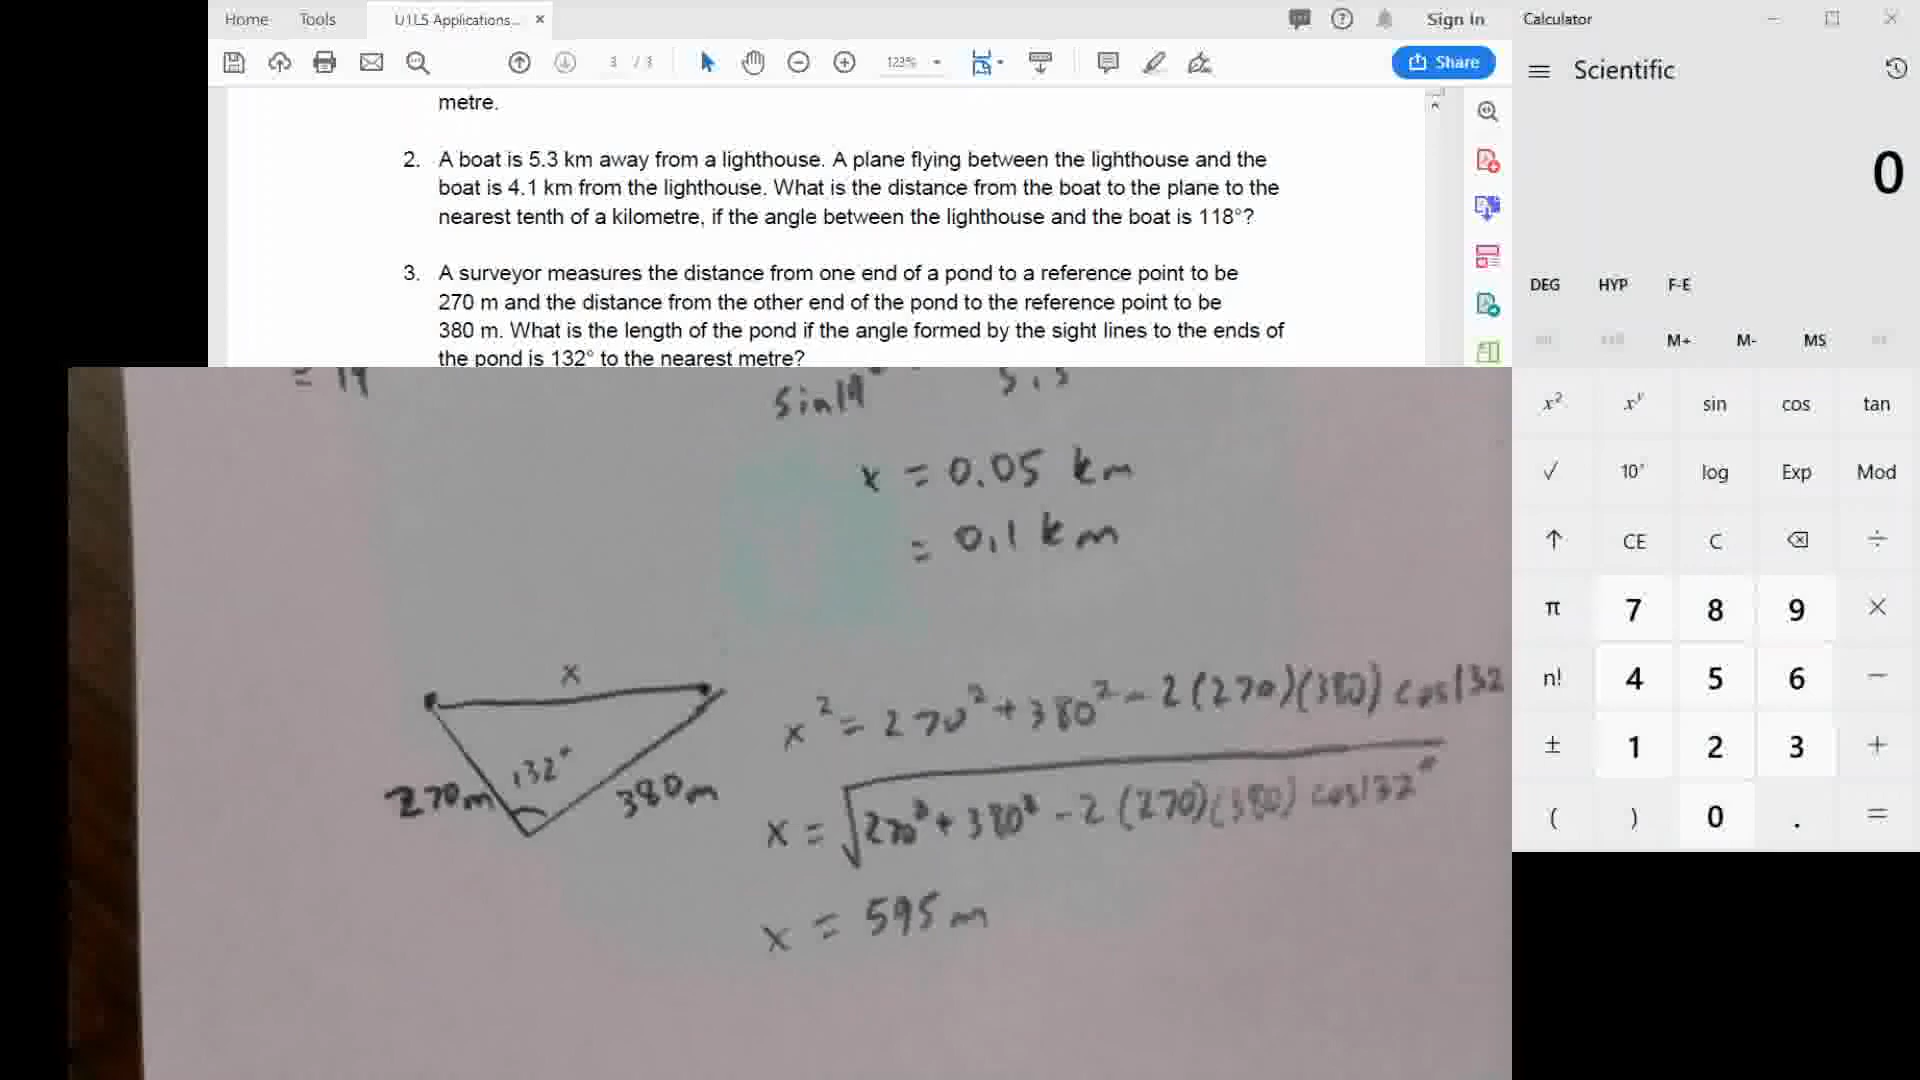 Home Tools U1L5 Applications... × Sign In
3 / 3 123% Share
metre.
2. A boat is 5.3 km away from a lighthouse. A plane flying between the lighthouse and the
boat is 4.1 km from the lighthouse. What is the distance from the boat to the plane to the
nearest tenth of a kilometre, if the angle between the lighthouse and the boat is 118°?
3. A surveyor measures the distance from one end of a pond to a reference point to be
270 m and the distance from the other end of the pond to the reference point to be
380 m. What is the length of the pond if the angle formed by the sight lines to the ends of
the pond is 132° to the nearest metre?
= 19
sin19°
x = 0.05 km
= 0.1 km
x
132°
270m
380m
x² = 270² + 380² - 2(270)(380) cos132
x = √270² + 380² - 2(270)(380) cos132°
x = 595 m
Calculator
Scientific
0
DEG HYP F-E
M+ M- MS
x² xʸ sin cos tan
√ 10ˣ log Exp Mod
↑ CE C ⌫ ÷
π 7 8 9 ×
n! 4 5 6 −
± 1 2 3 +
( ) 0 . =